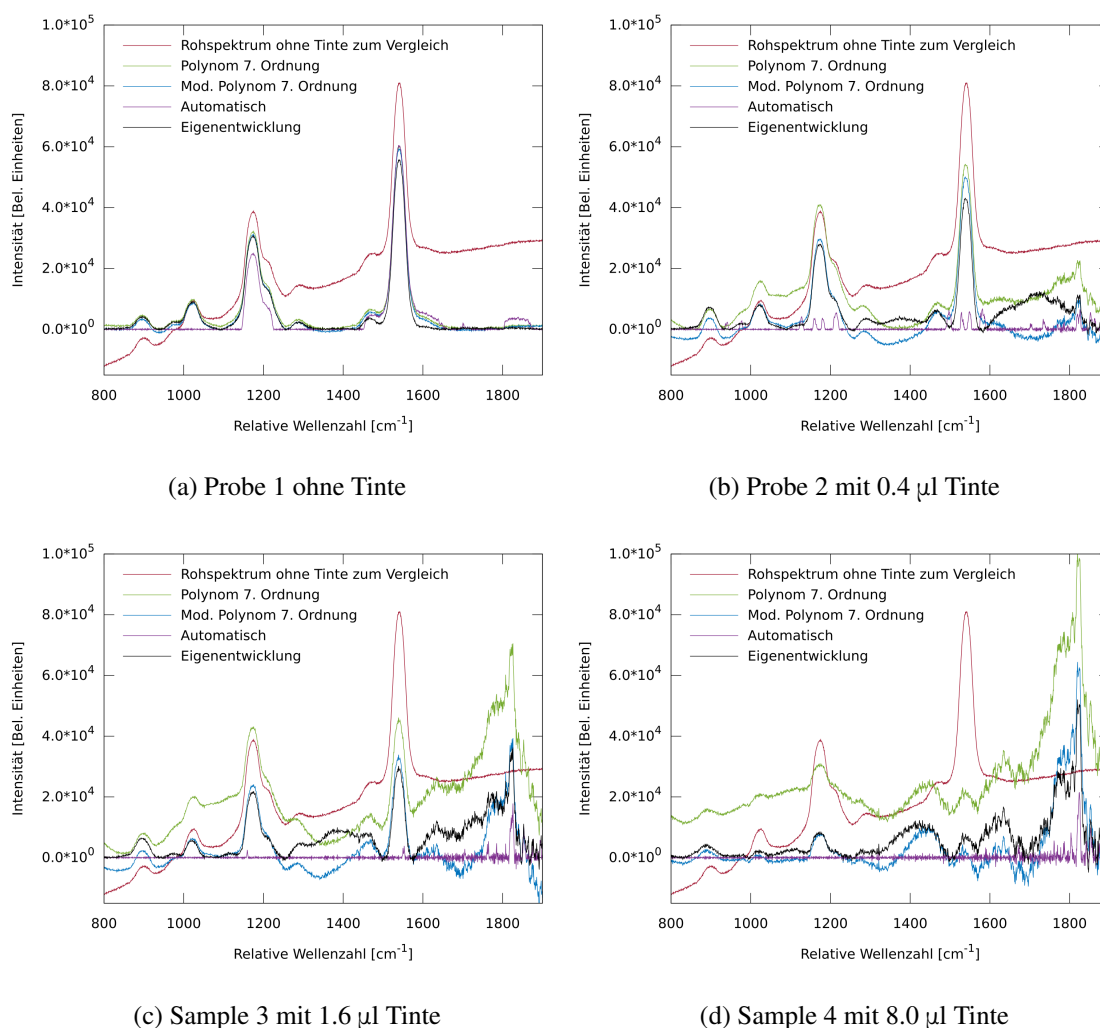 1.0*10^5
Rohspektrum ohne Tinte zum Vergleich
8.0*10^4
Polynom 7. Ordnung
Mod. Polynom 7. Ordnung
Automatisch
Eigenentwicklung
6.0*10^4
4.0*10^4
2.0*10^4
0.0*10^0
Intensität [Bel. Einheiten]
800 1000 1200 1400 1600 1800
Relative Wellenzahl [cm^-1]
(a) Probe 1 ohne Tinte
1.0*10^5
Rohspektrum ohne Tinte zum Vergleich
8.0*10^4
Polynom 7. Ordnung
Mod. Polynom 7. Ordnung
Automatisch
Eigenentwicklung
6.0*10^4
4.0*10^4
2.0*10^4
0.0*10^0
Intensität [Bel. Einheiten]
800 1000 1200 1400 1600 1800
Relative Wellenzahl [cm^-1]
(b) Probe 2 mit 0.4 µl Tinte
1.0*10^5
Rohspektrum ohne Tinte zum Vergleich
8.0*10^4
Polynom 7. Ordnung
Mod. Polynom 7. Ordnung
Automatisch
Eigenentwicklung
6.0*10^4
4.0*10^4
2.0*10^4
0.0*10^0
Intensität [Bel. Einheiten]
800 1000 1200 1400 1600 1800
Relative Wellenzahl [cm^-1]
(c) Sample 3 mit 1.6 µl Tinte
1.0*10^5
Rohspektrum ohne Tinte zum Vergleich
8.0*10^4
Polynom 7. Ordnung
Mod. Polynom 7. Ordnung
Automatisch
Eigenentwicklung
6.0*10^4
4.0*10^4
2.0*10^4
0.0*10^0
Intensität [Bel. Einheiten]
800 1000 1200 1400 1600 1800
Relative Wellenzahl [cm^-1]
(d) Sample 4 mit 8.0 µl Tinte